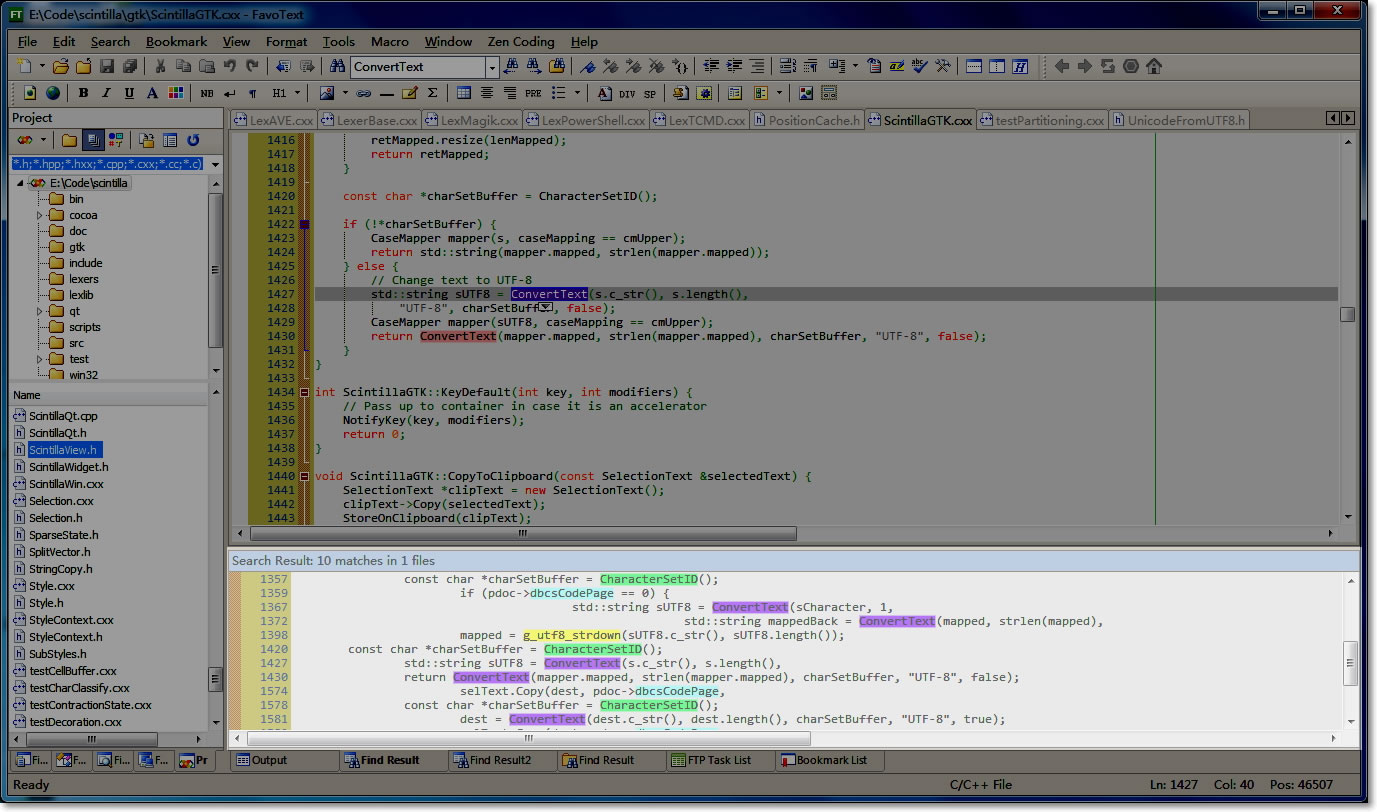 E:\Code\scintilla\gtk\ScintillaGTK.cxx - FavoText
File Edit Search Bookmark View Format Tools Macro Window Zen Coding Help
ConvertText
B I U A NB H1 PRE DIV SP
Project
LexAVE.cxx LexerBase.cxx LexMagik.cxx LexPowerShell.cxx LexTCMD.cxx PositionCache.h ScintillaGTK.cxx testPartitioning.cxx UnicodeFromUTF8.h
*.h;*.hpp;*.hxx;*.cpp;*.cxx;*.cc;*.c)
E:\Code\scintilla
bin
cocoa
doc
gtk
include
lexers
lexlib
qt
scripts
src
test
win32
Name
ScintillaQt.cpp
ScintillaQt.h
ScintillaView.h
ScintillaWidget.h
ScintillaWin.cxx
Selection.cxx
Selection.h
SparseState.h
SplitVector.h
StringCopy.h
Style.cxx
Style.h
StyleContext.cxx
StyleContext.h
SubStyles.h
testCellBuffer.cxx
testCharClassify.cxx
testContractionState.cxx
testDecoration.cxx
1416 retMapped.resize(lenMapped);
1417 return retMapped;
1418 }
1419
1420 const char *charSetBuffer = CharacterSetID();
1421
1422 if (!*charSetBuffer) {
1423 CaseMapper mapper(s, caseMapping == cmUpper);
1424 return std::string(mapper.mapped, strlen(mapper.mapped));
1425 } else {
1426 // Change text to UTF-8
1427 std::string sUTF8 = ConvertText(s.c_str(), s.length(),
1428 "UTF-8", charSetBuffer, false);
1429 CaseMapper mapper(sUTF8, caseMapping == cmUpper);
1430 return ConvertText(mapper.mapped, strlen(mapper.mapped), charSetBuffer, "UTF-8", false);
1431 }
1432 }
1433
1434 int ScintillaGTK::KeyDefault(int key, int modifiers) {
1435 // Pass up to container in case it is an accelerator
1436 NotifyKey(key, modifiers);
1437 return 0;
1438 }
1439
1440 void ScintillaGTK::CopyToClipboard(const SelectionText &selectedText) {
1441 SelectionText *clipText = new SelectionText();
1442 clipText->Copy(selectedText);
1443 StoreOnClipboard(clipText);
Search Result: 10 matches in 1 files
1357 const char *charSetBuffer = CharacterSetID();
1359 if (pdoc->dbcsCodePage == 0) {
1367 std::string sUTF8 = ConvertText(sCharacter, 1,
1372 std::string mappedBack = ConvertText(mapped, strlen(mapped),
1398 mapped = g_utf8_strdown(sUTF8.c_str(), sUTF8.length());
1420 const char *charSetBuffer = CharacterSetID();
1427 std::string sUTF8 = ConvertText(s.c_str(), s.length(),
1430 return ConvertText(mapper.mapped, strlen(mapper.mapped), charSetBuffer, "UTF-8", false);
1574 selText.Copy(dest, pdoc->dbcsCodePage,
1578 const char *charSetBuffer = CharacterSetID();
1581 dest = ConvertText(dest.c_str(), dest.length(), charSetBuffer, "UTF-8", true);
Fi... F... Fi... F... Pr Output Find Result Find Result2 Find Result FTP Task List Bookmark List
Ready C/C++ File Ln: 1427 Col: 40 Pos: 46507